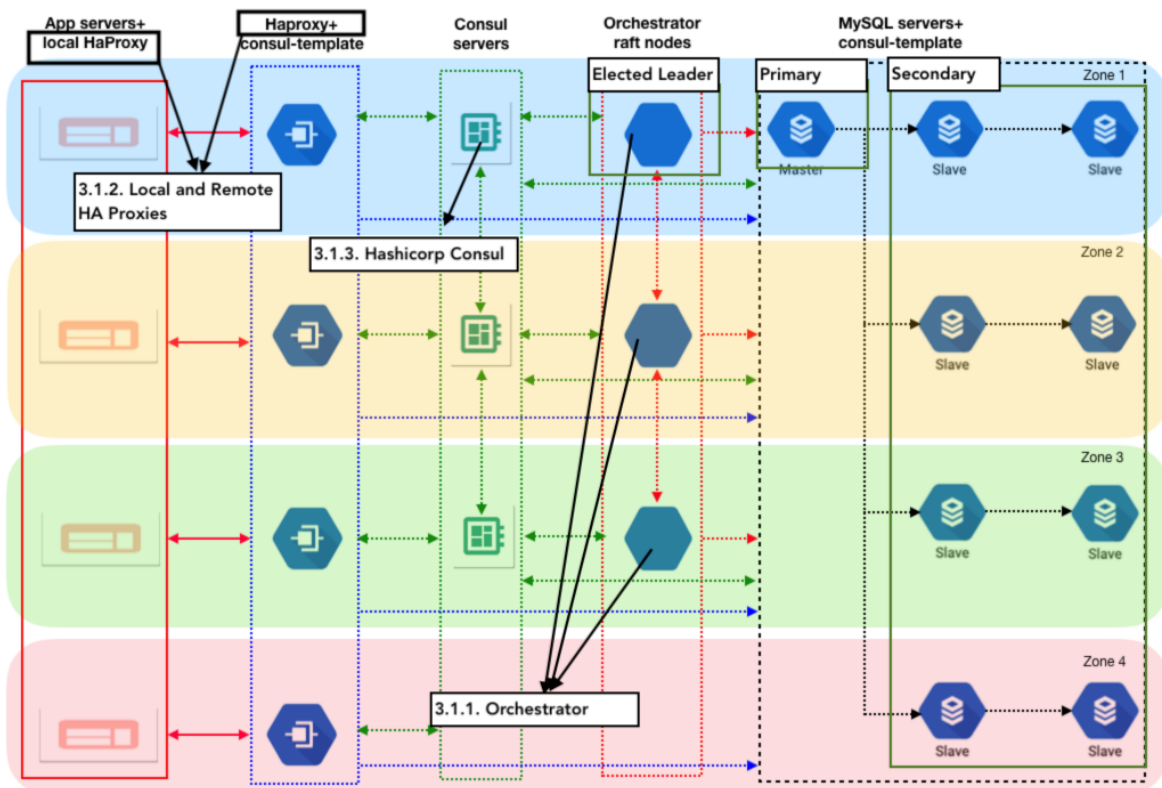 App servers+
local HaProxy
Haproxy+
consul-template
Consul
servers
Orchestrator
raft nodes
MySQL servers+
consul-template
Elected Leader
Primary
Secondary
Zone 1
Master
Slave
Slave
3.1.2. Local and Remote
HA Proxies
3.1.3. Hashicorp Consul
Zone 2
Slave
Slave
Zone 3
Slave
Slave
Zone 4
3.1.1. Orchestrator
Slave
Slave